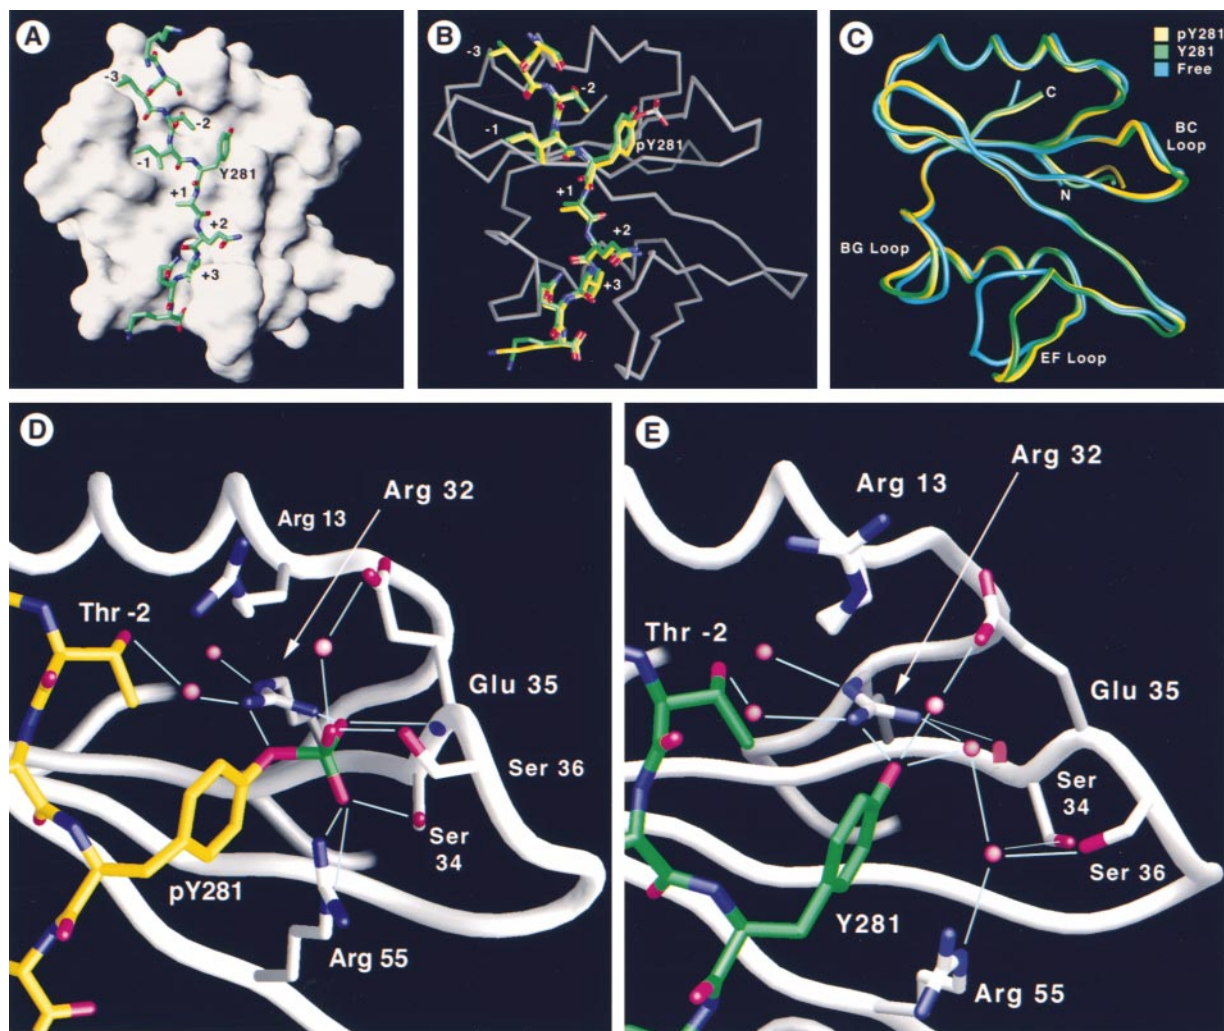 A
-3
-2
-1
Y281
+1
+2
+3
B
-3
-2
-1
pY281
+1
+2
+3
C
pY281
Y281
Free
C
BC
Loop
N
BG Loop
EF Loop
D
Arg 32
Arg 13
Thr -2
Glu 35
Ser 36
Ser
34
pY281
Arg 55
E
Arg 32
Arg 13
Thr -2
Glu 35
Ser
34
Ser 36
Y281
Arg 55